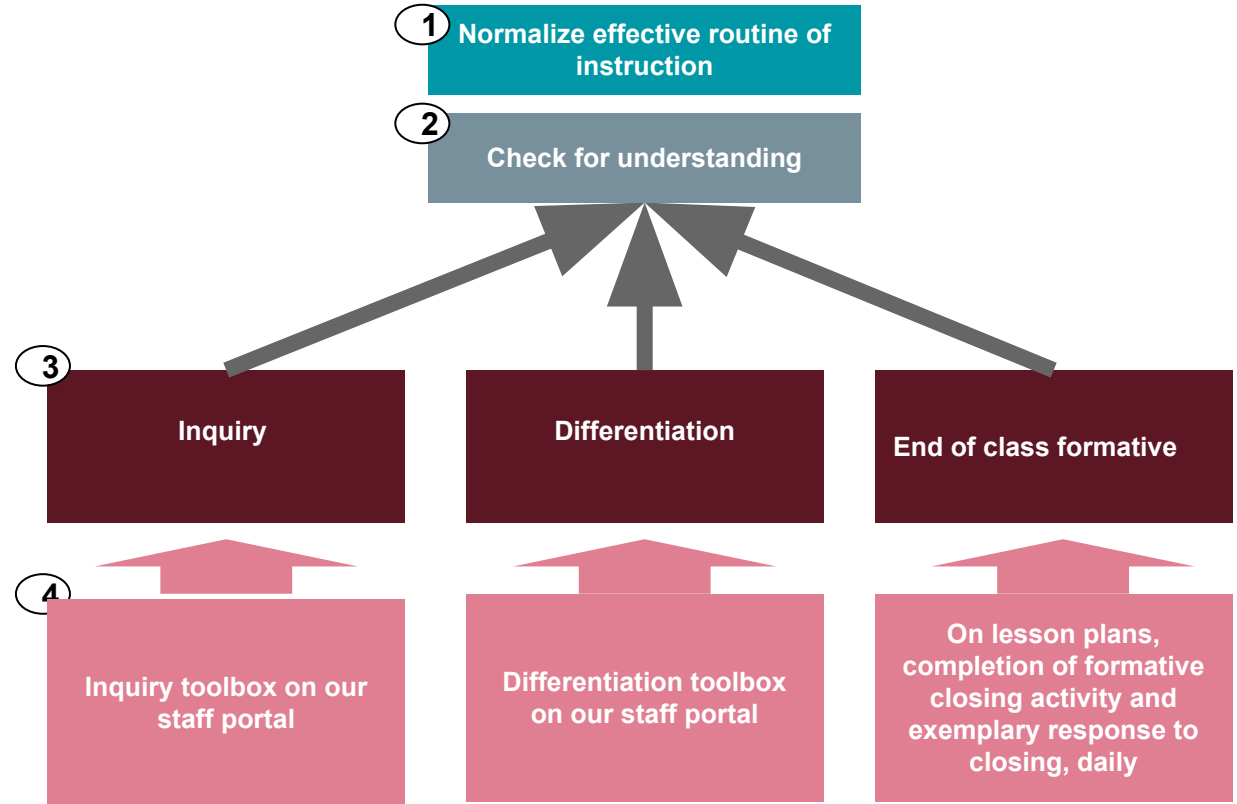 1
Normalize effective routine of
instruction
2
Check for understanding
3
Inquiry
Differentiation
End of class formative
4
Inquiry toolbox on our
staff portal
Differentiation toolbox
on our staff portal
On lesson plans,
completion of formative
closing activity and
exemplary response to
closing, daily